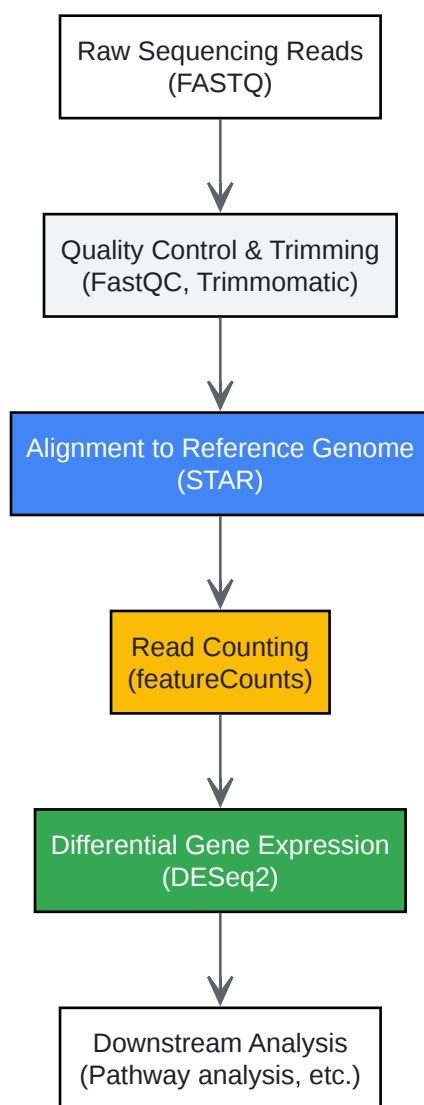 Raw Sequencing Reads
(FASTQ)
Quality Control & Trimming
(FastQC, Trimmomatic)
Alignment to Reference Genome
(STAR)
Read Counting
(featureCounts)
Differential Gene Expression
(DESeq2)
Downstream Analysis
(Pathway analysis, etc.)